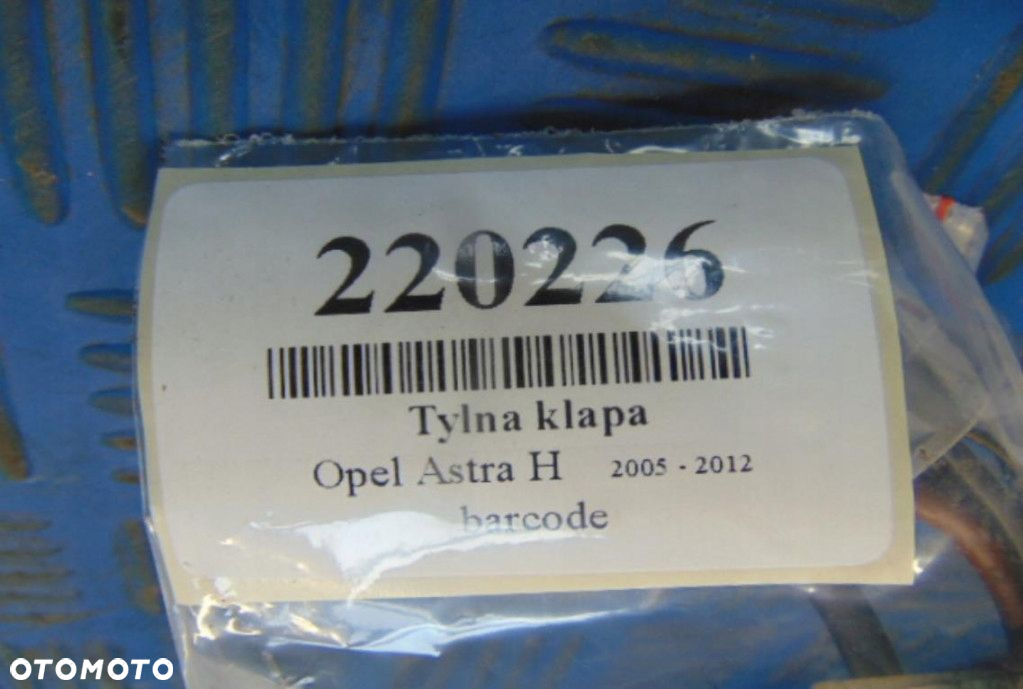 220226
Tylna klapa
Opel Astra H 2005 - 2012
barcode
OTOMOTO